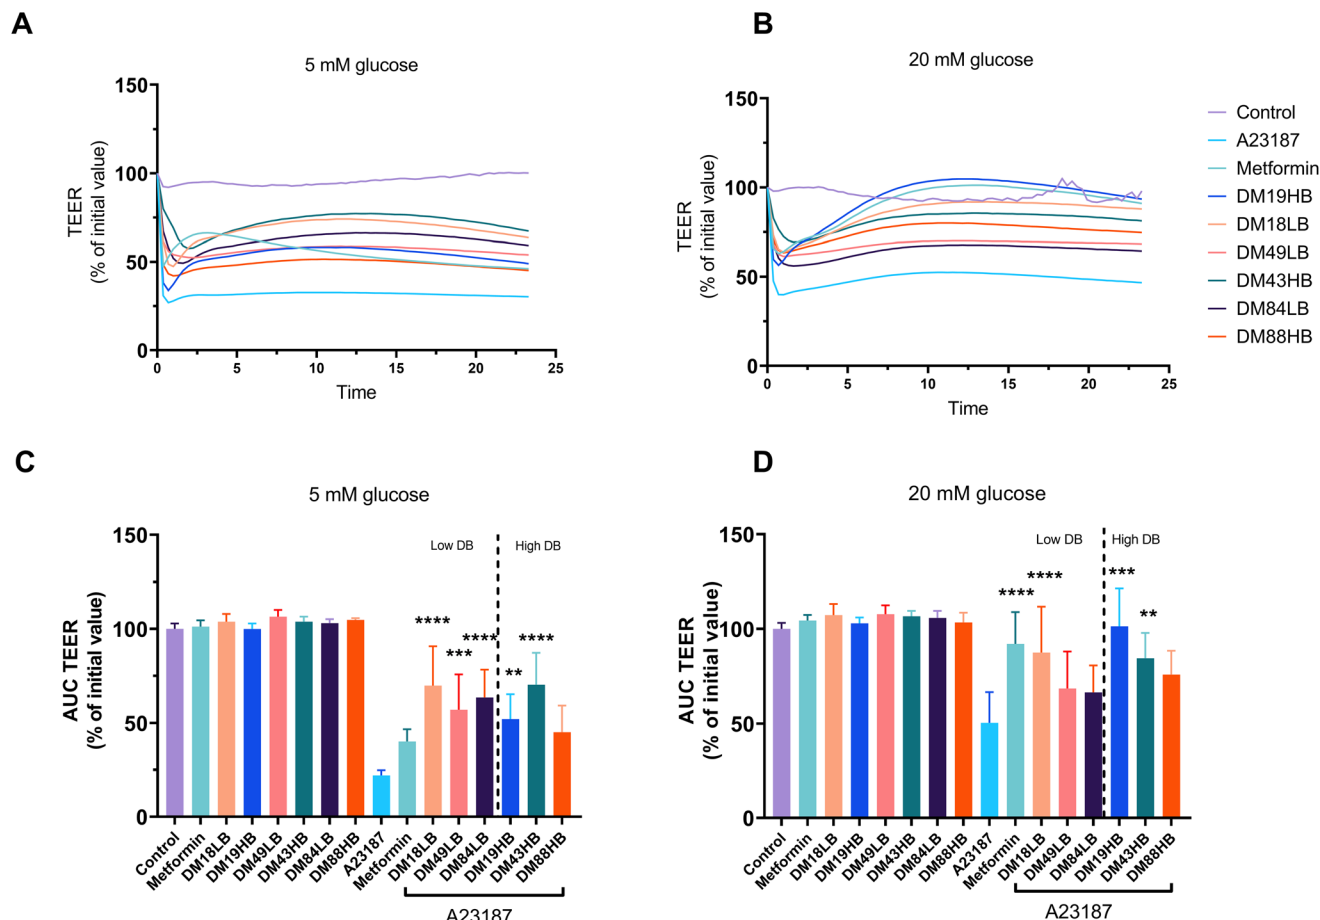 A
5 mM glucose
150
100
50
0
TEER
(% of initial value)
0 5 10 15 20 25
Time
B
20 mM glucose
150
100
50
0
TEER
(% of initial value)
0 5 10 15 20 25
Time
Control
A23187
Metformin
DM19HB
DM18LB
DM49LB
DM43HB
DM84LB
DM88HB
C
5 mM glucose
150
100
50
0
AUC TEER
(% of initial value)
Low DB
High DB
****
***
****
**
****
Control
Metformin
DM18LB
DM19HB
DM49LB
DM43HB
DM84LB
DM88HB
A23187
Metformin
DM18LB
DM49LB
DM84LB
DM19HB
DM43HB
DM88HB
A23187
D
20 mM glucose
150
100
50
0
AUC TEER
(% of initial value)
Low DB
High DB
****
****
***
**
Control
Metformin
DM18LB
DM19HB
DM49LB
DM43HB
DM84LB
DM88HB
A23187
Metformin
DM18LB
DM49LB
DM84LB
DM19HB
DM43HB
DM88HB
A23187